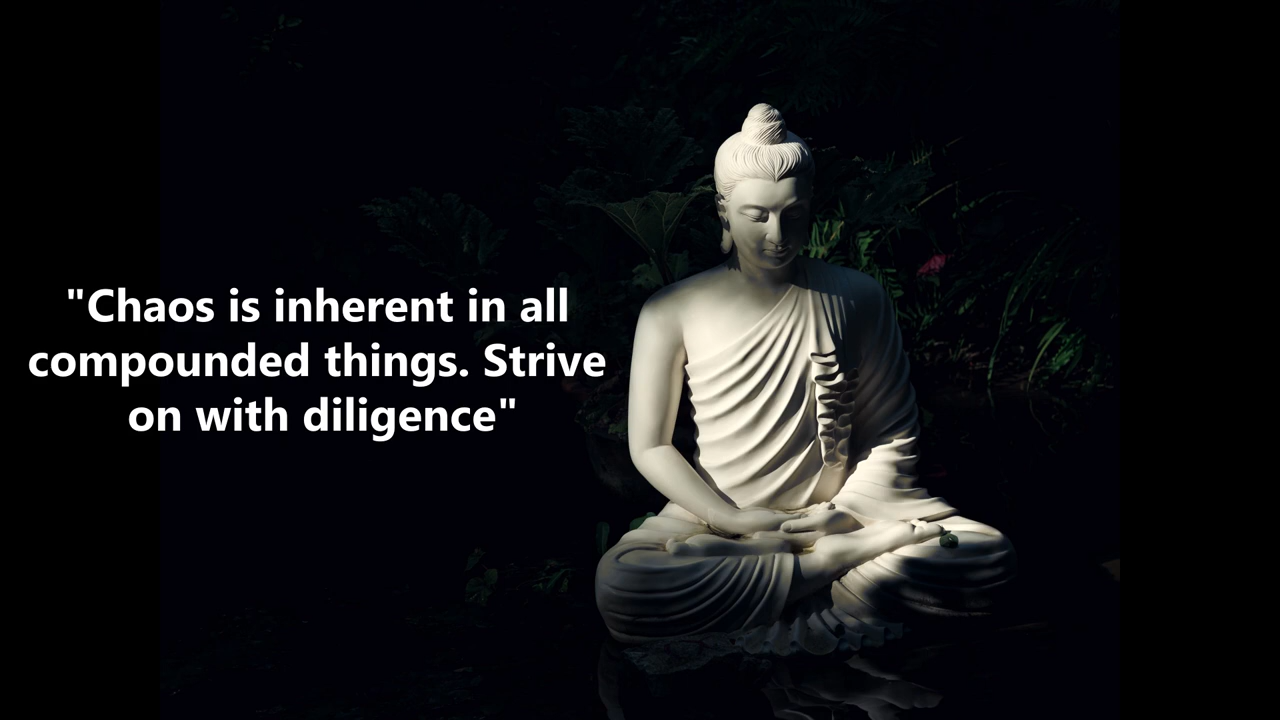 "Chaos is inherent in all
compounded things. Strive
on with diligence"